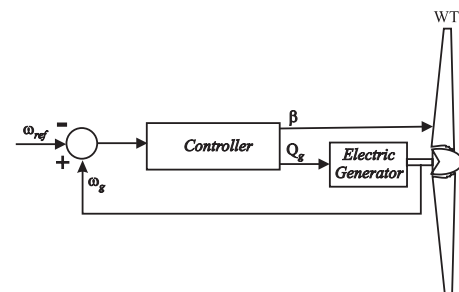 WT
ω_ref
−
+
Controller
β
Q_g
Electric
Generator
ω_g